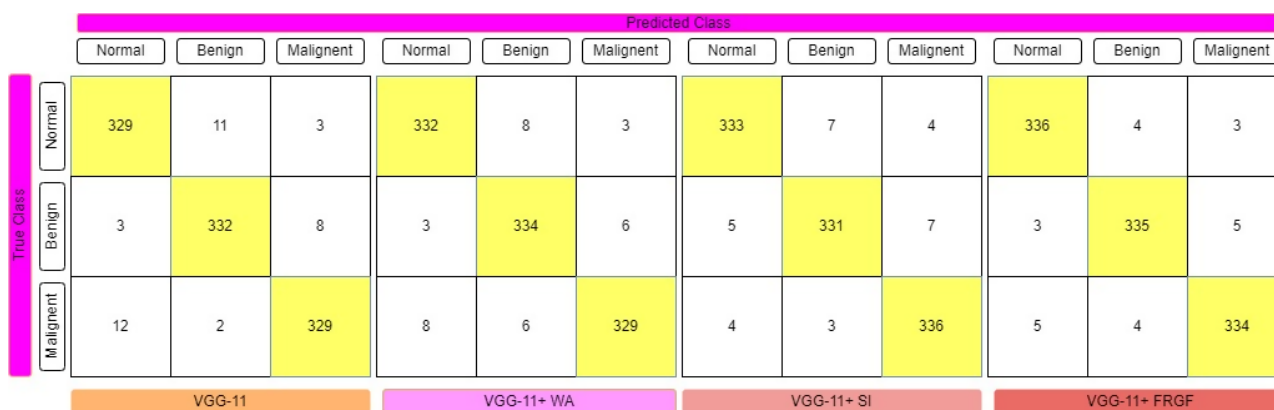 Predicted Class
Normal Benign Malignent Normal Benign Malignent Normal Benign Malignent Normal Benign Malignent
True Class
Normal 329 11 3 332 8 3 333 7 4 336 4 3
Benign 3 332 8 3 334 6 5 331 7 3 335 5
Malignent 12 2 329 8 6 329 4 3 336 5 4 334
VGG-11 VGG-11+ WA VGG-11+ SI VGG-11+ FRGF